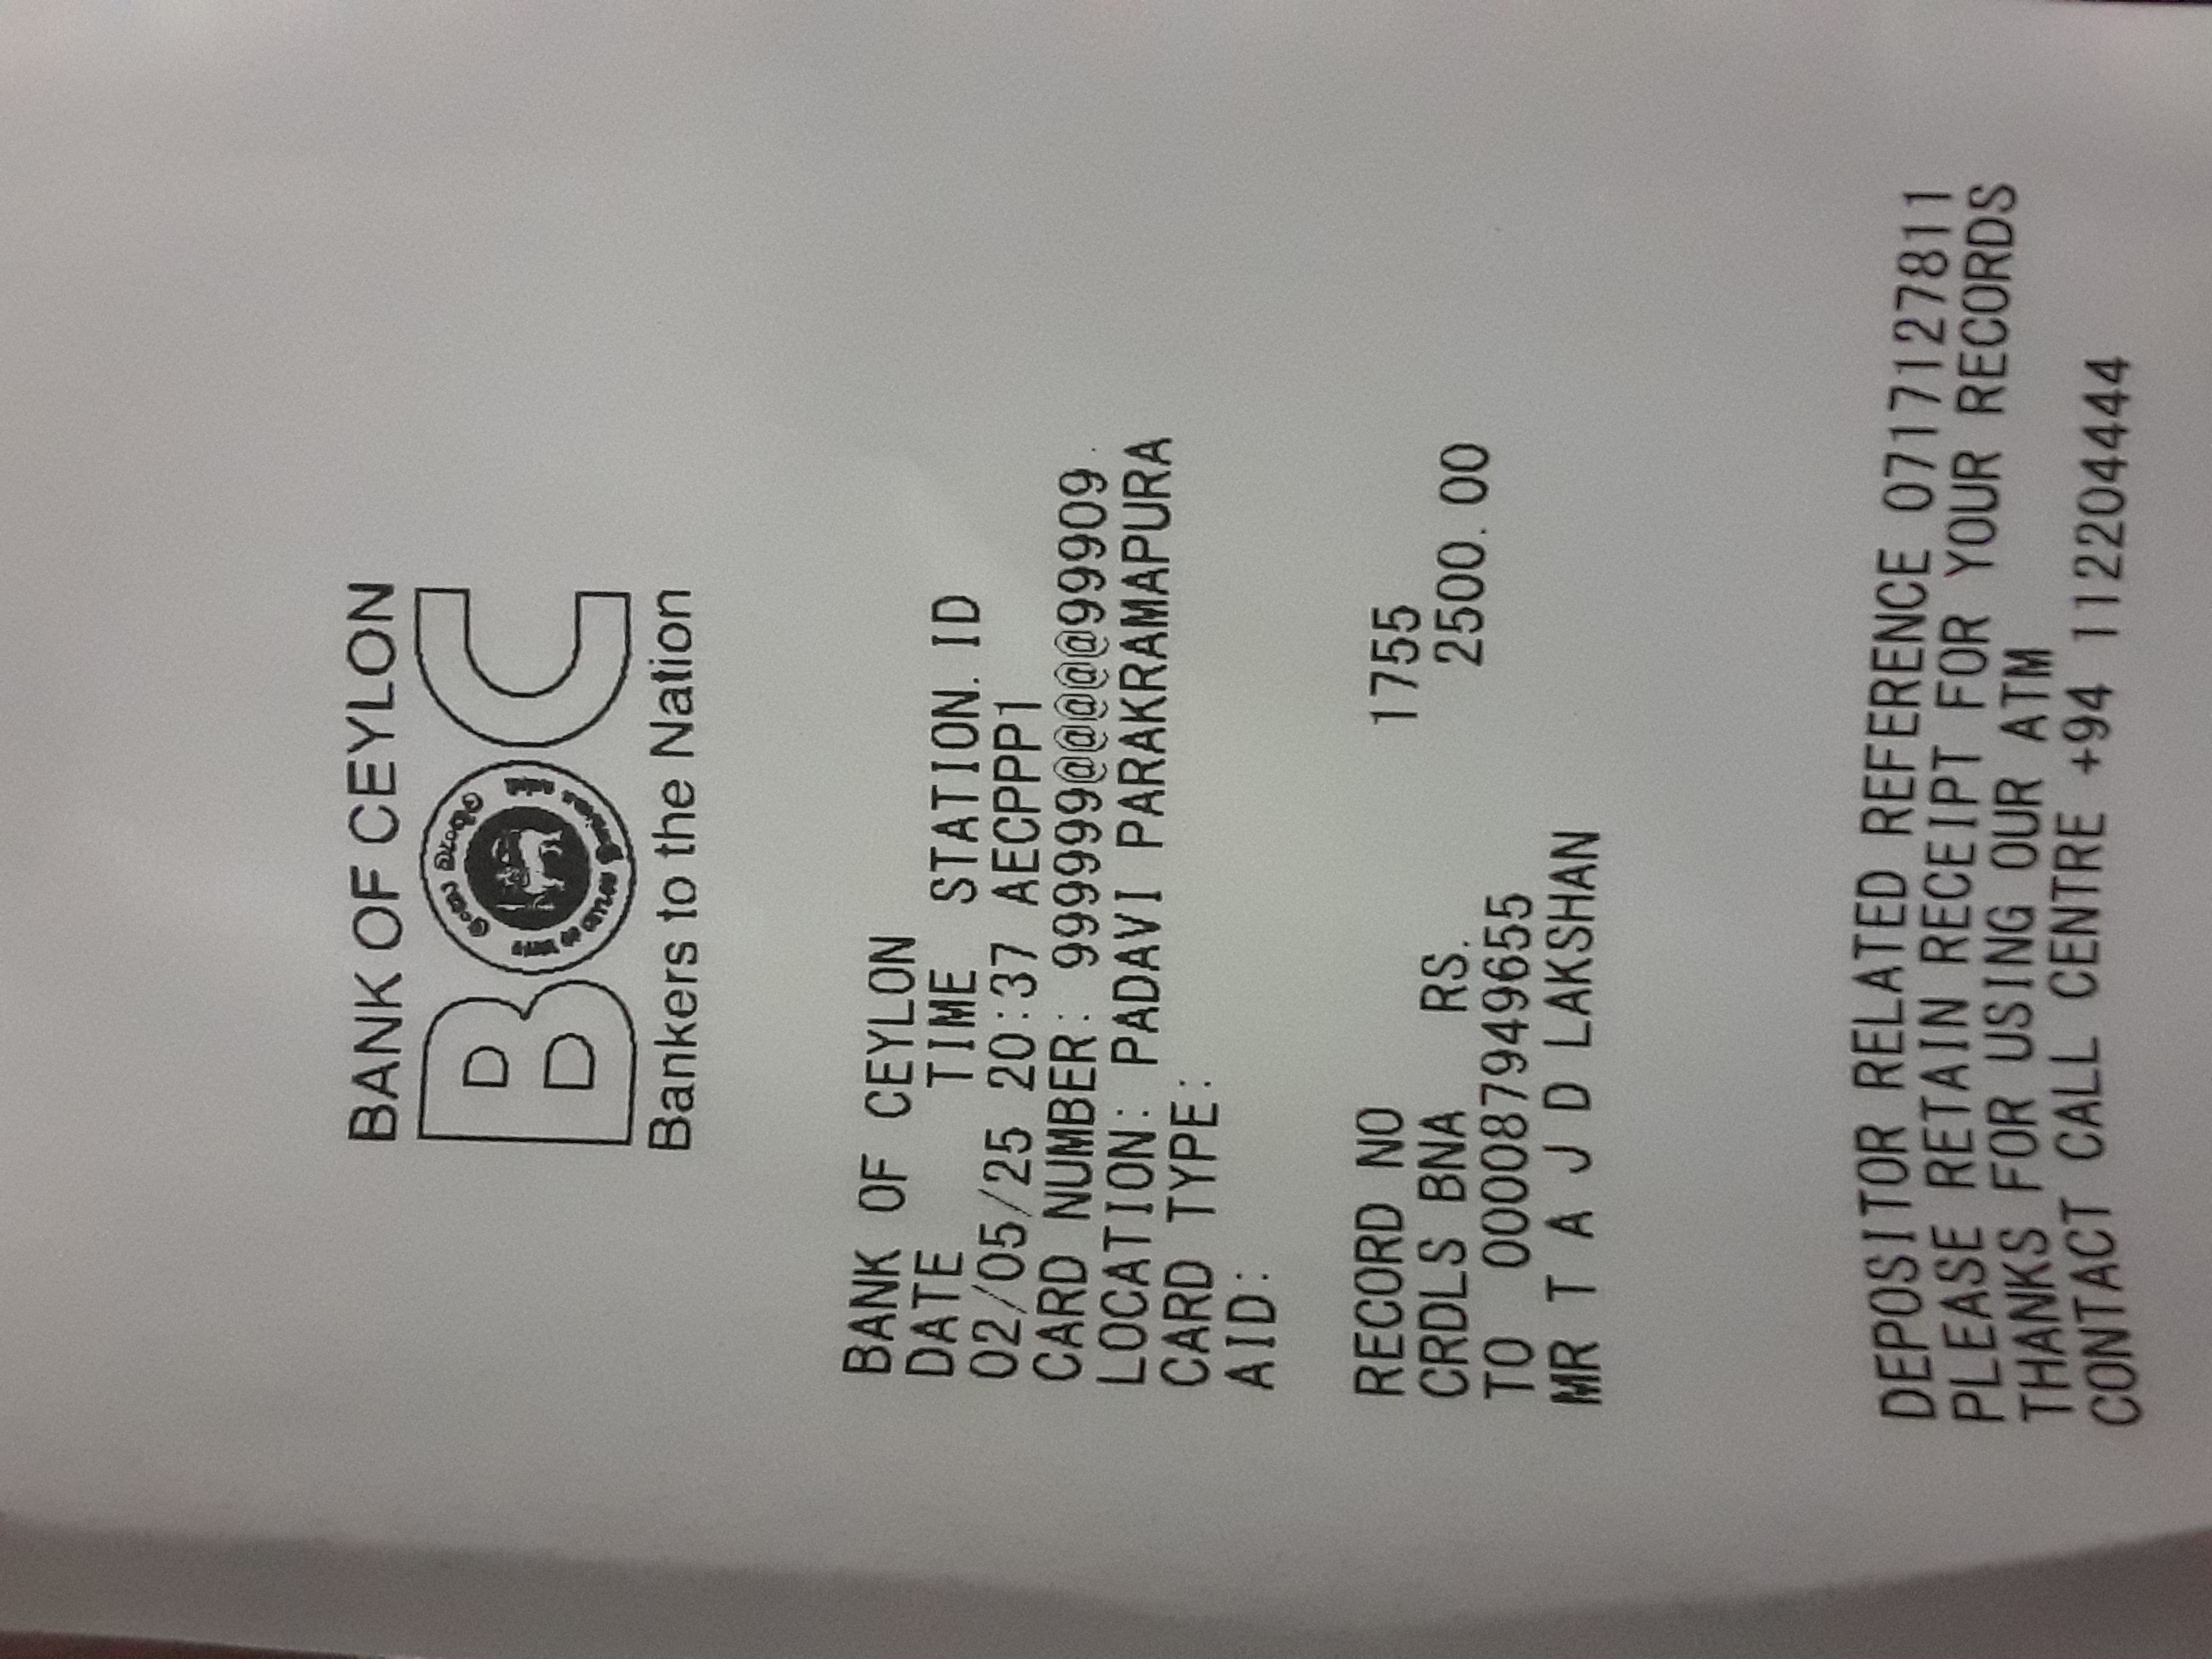 BANK OF CEYLON
BOC
Bankers to the Nation
BANK OF CEYLON
DATE TIME STATION.ID
02/05/25 20:37 AECPPP1
CARD NUMBER: 999999@@@@@@99909
LOCATION: PADAVI PARAKRAMAPURA
CARD TYPE:
AID:
RECORD NO 1755
CRDLS BNA RS. 2500.00
TO 000087949655
MR T A J D LAKSHAN
DEPOSITOR RELATED REFERENCE 0717127811
PLEASE RETAIN RECEIPT FOR YOUR RECORDS
THANKS FOR USING OUR ATM
CONTACT CALL CENTRE +94 112204444